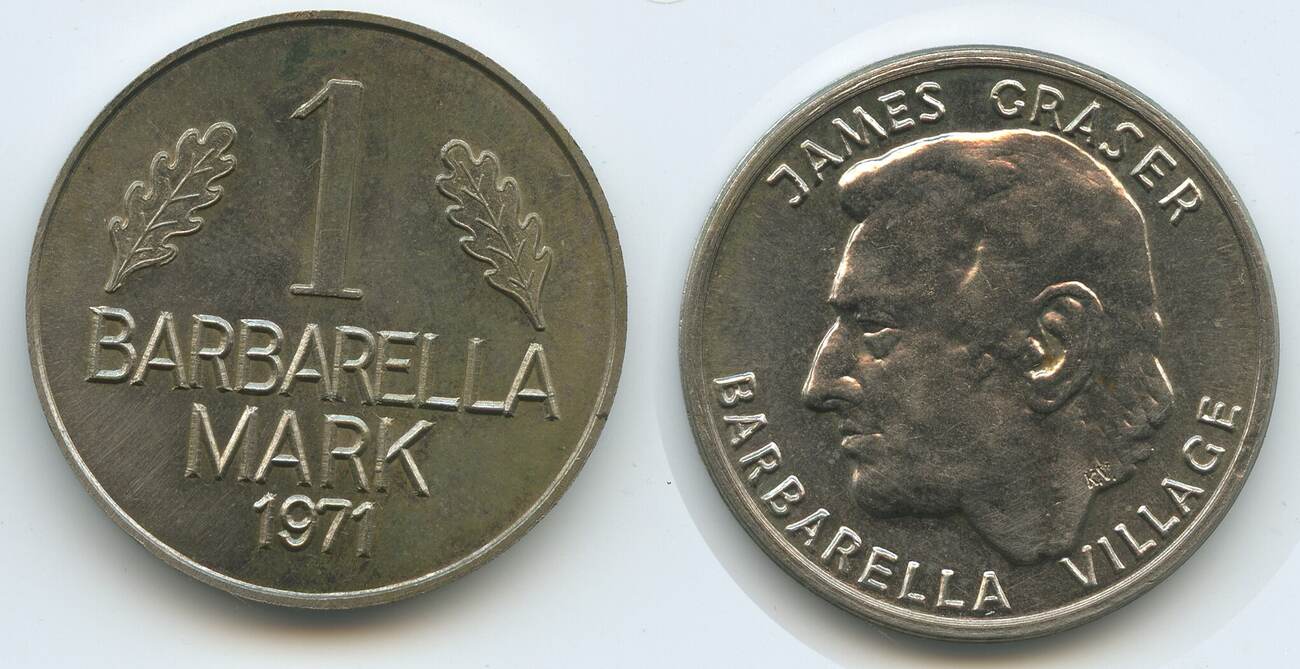 1
BARBARELLA
MARK
1971
JAMES GRASER
BARBARELLA VILLAGE